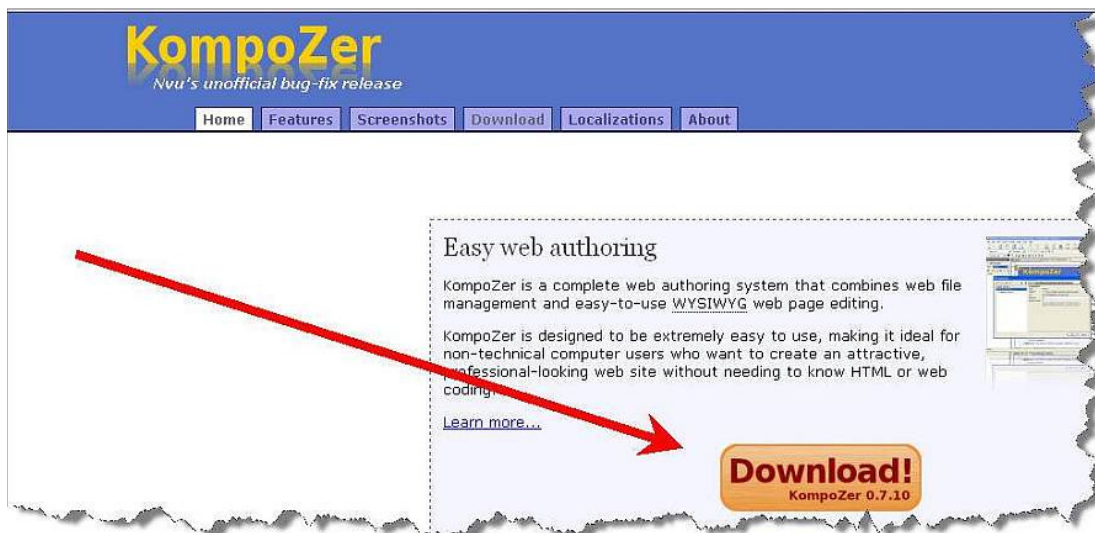 KompoZer
Nvu's unofficial bug-fix release
Home Features Screenshots Download Localizations About
Easy web authoring
KompoZer is a complete web authoring system that combines web file
management and easy-to-use WYSIWYG web page editing.
KompoZer is designed to be extremely easy to use, making it ideal for
non-technical computer users who want to create an attractive,
professional-looking web site without needing to know HTML or web
coding.
Learn more...
Download!
KompoZer 0.7.10